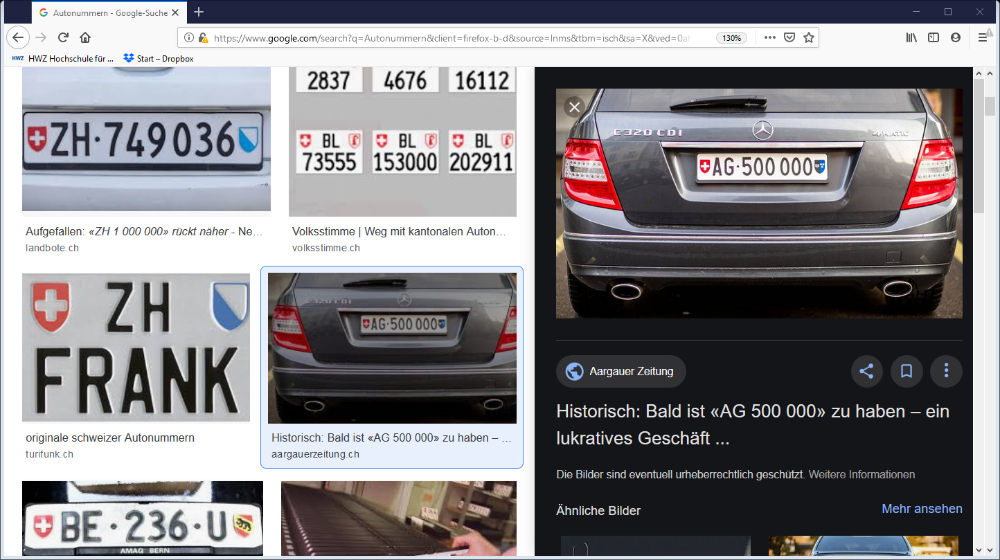 Autonummern - Google-Suche
https://www.google.com/search?q=Autonummern&client=firefox-b-d&source=lnms&tbm=isch&sa=X&ved=0ah
130%
HWZ HWZ Hochschule für ...
Start – Dropbox
ZH·749036
2837 4676 16112
BL BL BL
73555 153000 202911
Aufgefallen: «ZH 1 000 000» rückt näher - Ne...
landbote.ch
Volksstimme | Weg mit kantonalen Auton...
volksstimme.ch
ZH
FRANK
originale schweizer Autonummern
turifunk.ch
C320 CDI
AG·500 000
Historisch: Bald ist «AG 500 000» zu haben – ...
aargauerzeitung.ch
BE·236·U
AMAG BERN
C320 CDI
4MATIC
AG·500 000
Aargauer Zeitung
Historisch: Bald ist «AG 500 000» zu haben – ein
lukratives Geschäft ...
Die Bilder sind eventuell urheberrechtlich geschützt. Weitere Informationen
Ähnliche Bilder
Mehr ansehen